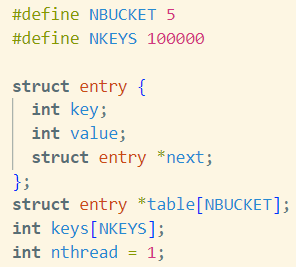 #define NBUCKET 5
#define NKEYS 100000

struct entry {
  int key;
  int value;
  struct entry *next;
};
struct entry *table[NBUCKET];
int keys[NKEYS];
int nthread = 1;